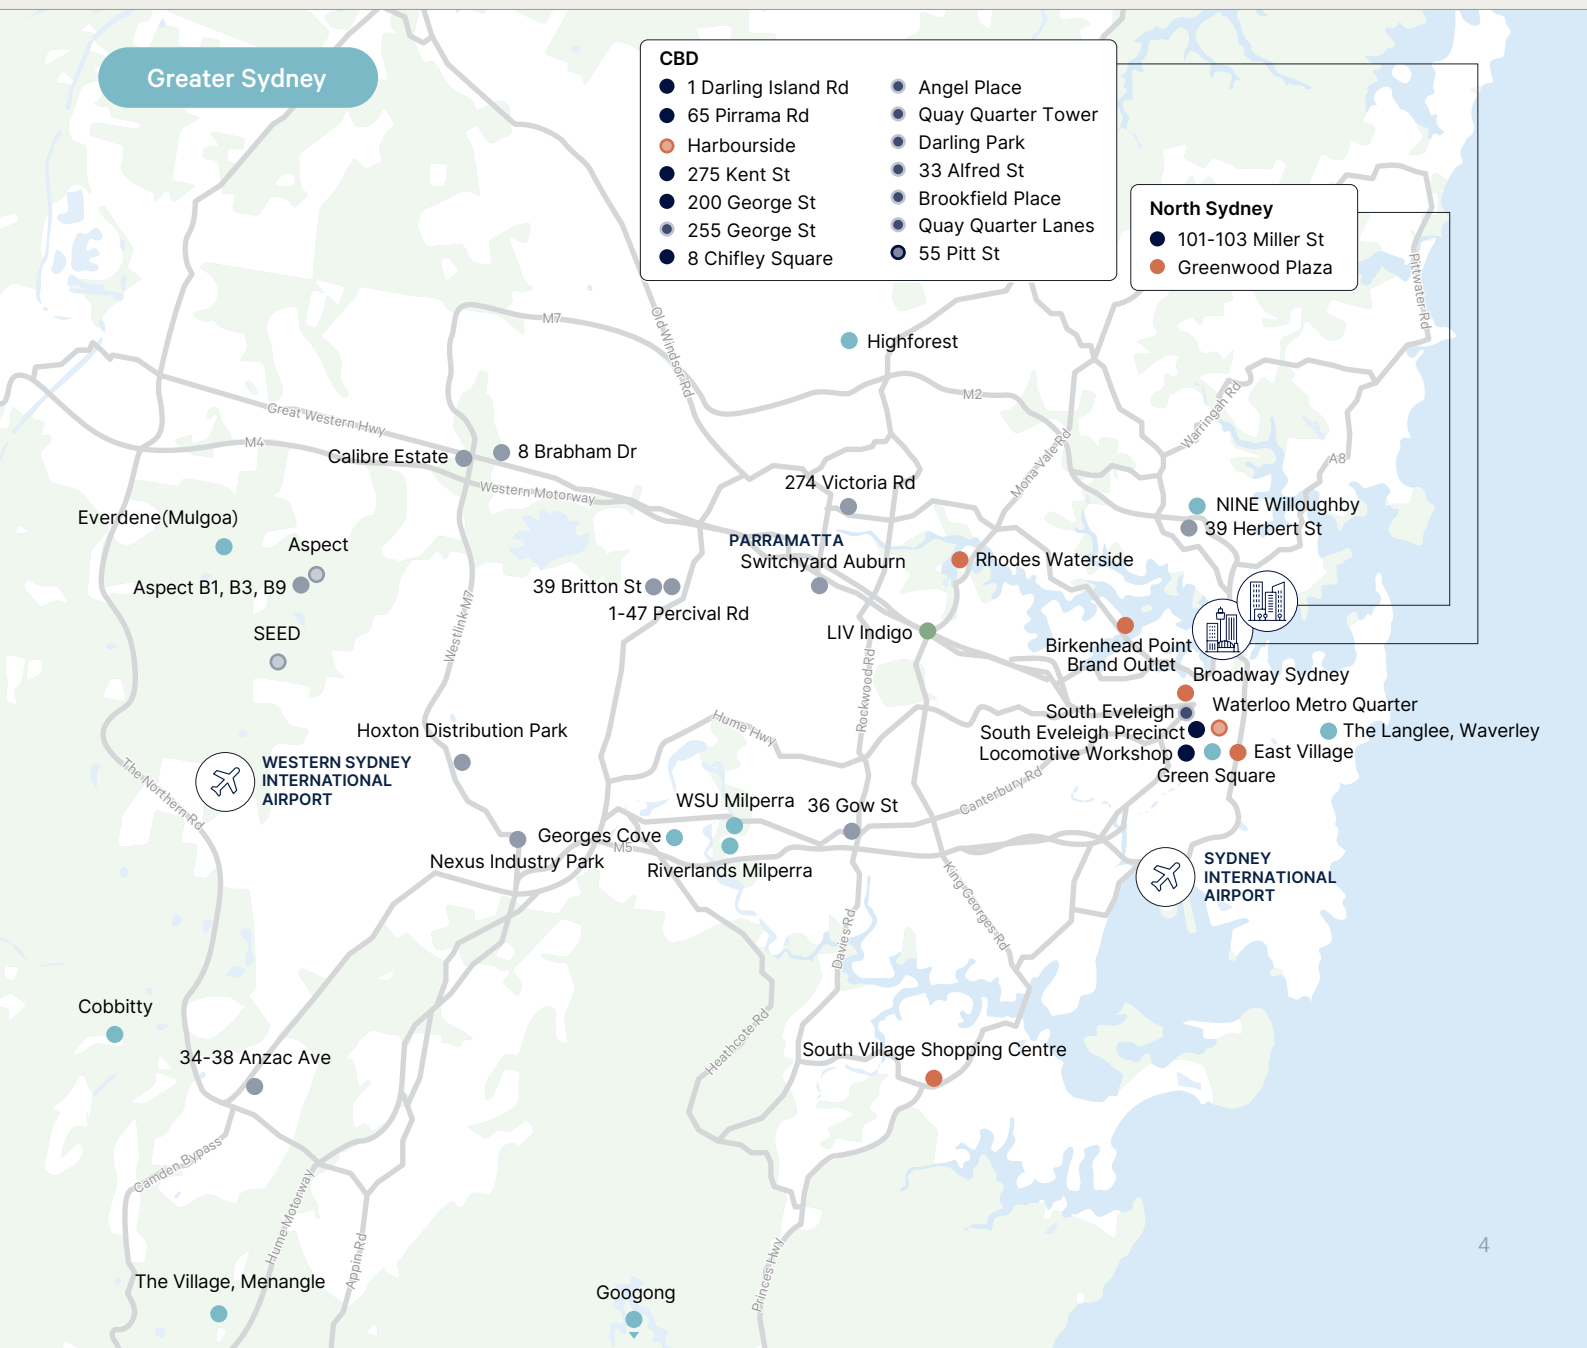 Greater Sydney
CBD
1 Darling Island Rd
65 Pirrama Rd
Harbourside
275 Kent St
200 George St
255 George St
8 Chifley Square
Angel Place
Quay Quarter Tower
Darling Park
33 Alfred St
Brookfield Place
Quay Quarter Lanes
55 Pitt St
North Sydney
101-103 Miller St
Greenwood Plaza
Pittwater Rd
M7
Old Windsor Rd
Highforest
M2
Great Western Hwy
Warringah Rd
M4
Calibre Estate
8 Brabham Dr
Mona Vale Rd
A8
Western Motorway
274 Victoria Rd
NINE Willoughby
39 Herbert St
Everdene(Mulgoa)
Aspect
PARRAMATTA
Switchyard Auburn
Rhodes Waterside
Aspect B1, B3, B9
39 Britton St
1-47 Percival Rd
Westlink M7
SEED
LIV Indigo
Birkenhead Point
Brand Outlet
Rockwood Rd
Broadway Sydney
Waterloo Metro Quarter
South Eveleigh
South Eveleigh Precinct
Locomotive Workshop
The Langlee, Waverley
East Village
Green Square
Hume Hwy
Hoxton Distribution Park
WESTERN SYDNEY
INTERNATIONAL
AIRPORT
The Northern Rd
WSU Milperra
36 Gow St
Canterbury Rd
Georges Cove
M5
Nexus Industry Park
Riverlands Milperra
King Georges Rd
SYDNEY
INTERNATIONAL
AIRPORT
Davies Rd
Cobbitty
34-38 Anzac Ave
Heathcote Rd
South Village Shopping Centre
Camden Bypass
Hume Motorway
Appin Rd
Princes Hwy
The Village, Menangle
Googong
4